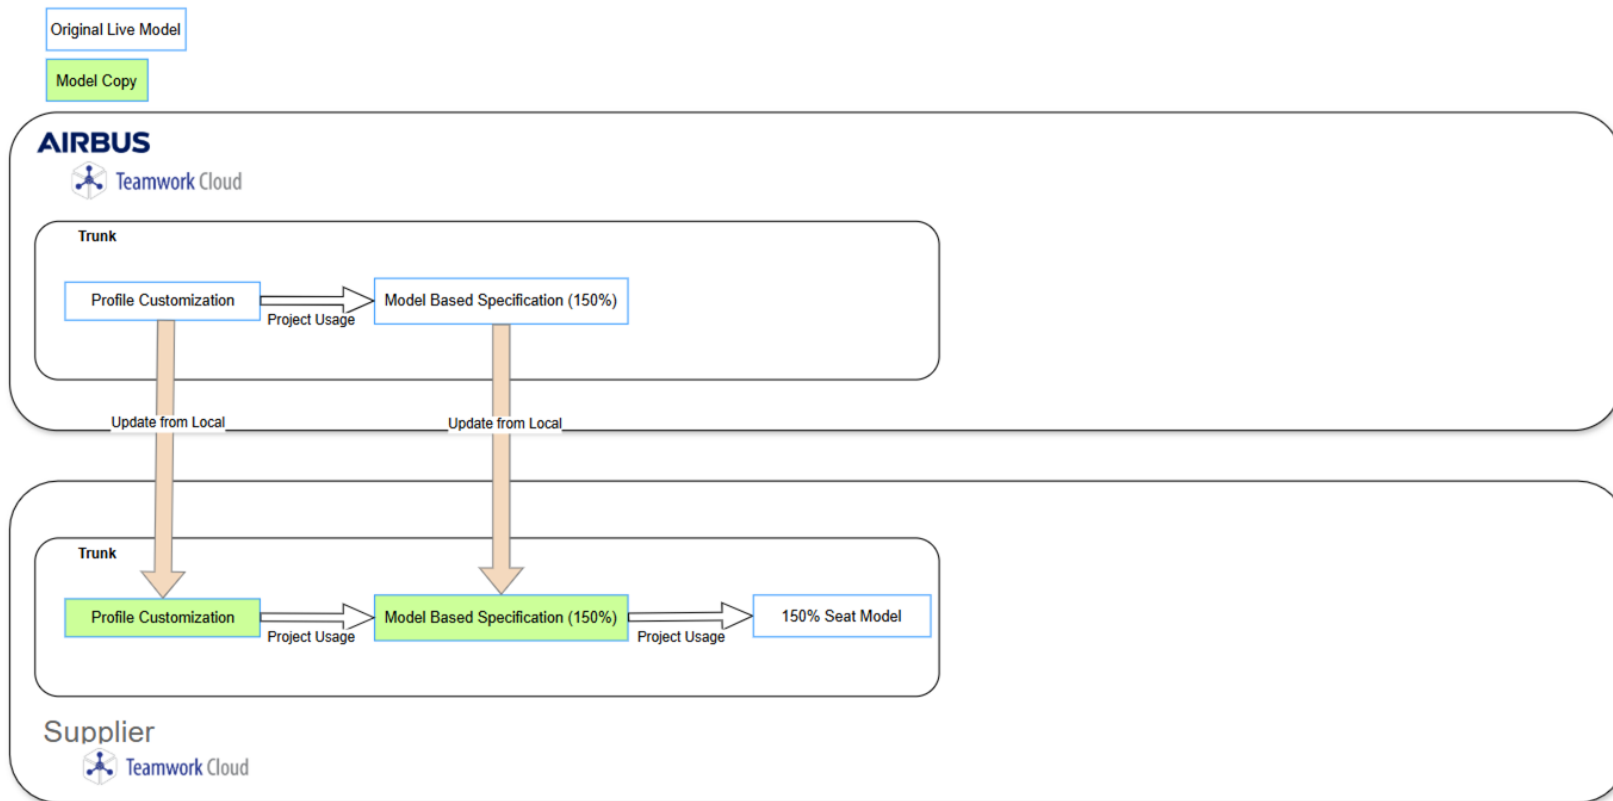 Original Live Model
Model Copy
AIRBUS
Teamwork Cloud
Trunk
Profile Customization
Project Usage
Model Based Specification (150%)
Update from Local
Update from Local
Trunk
Profile Customization
Project Usage
Model Based Specification (150%)
Project Usage
150% Seat Model
Supplier
Teamwork Cloud